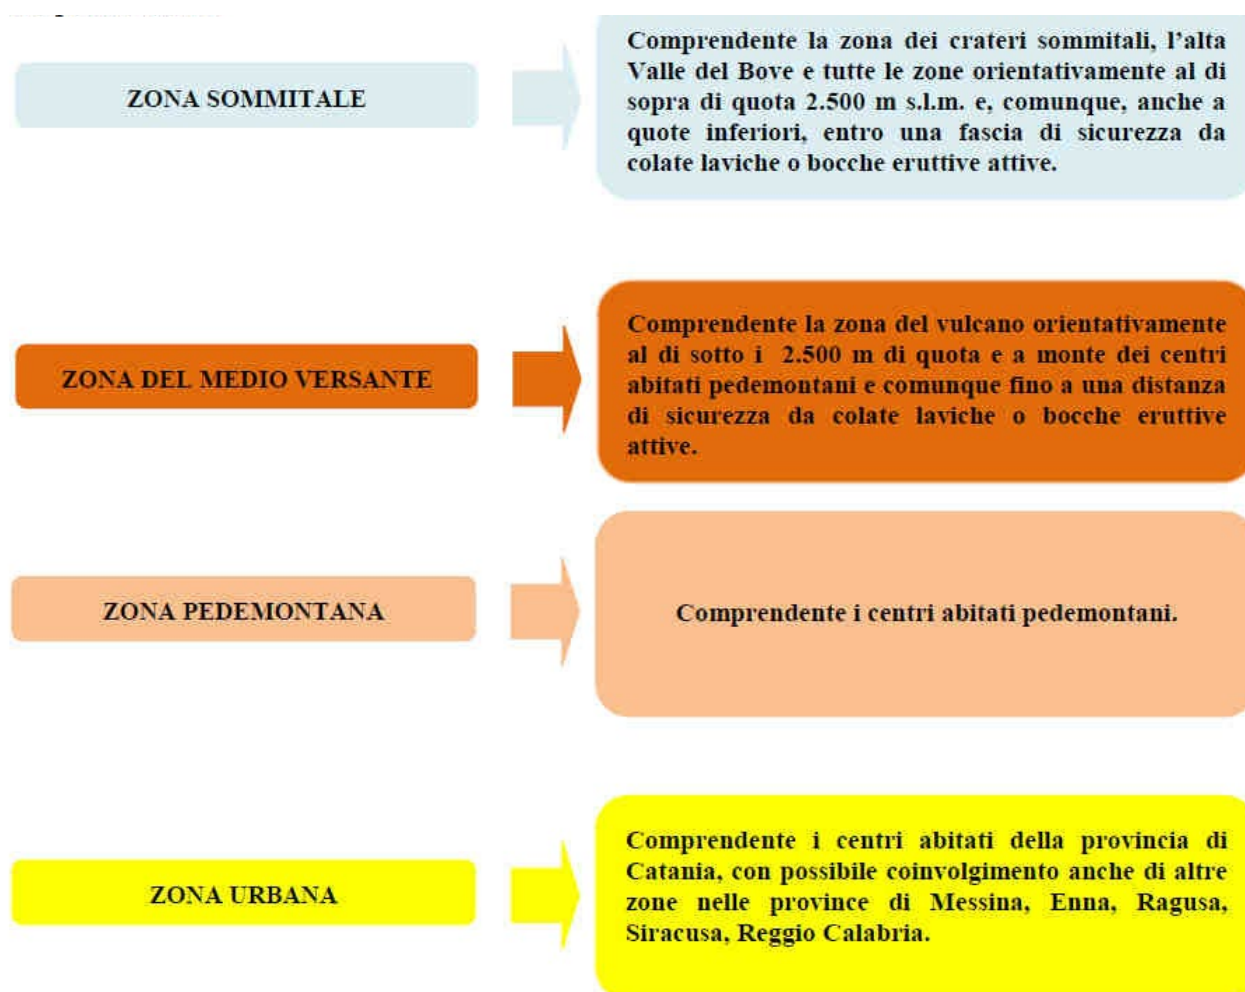 ZONA SOMMITALE
Comprendente la zona dei crateri sommitali, l’alta
Valle del Bove e tutte le zone orientativamente al di
sopra di quota 2.500 m s.l.m. e, comunque, anche a
quote inferiori, entro una fascia di sicurezza da
colate laviche o bocche eruttive attive.
ZONA DEL MEDIO VERSANTE
Comprendente la zona del vulcano orientativamente
al di sotto i 2.500 m di quota e a monte dei centri
abitati pedemontani e comunque fino a una distanza
di sicurezza da colate laviche o bocche eruttive
attive.
ZONA PEDEMONTANA
Comprendente i centri abitati pedemontani.
ZONA URBANA
Comprendente i centri abitati della provincia di
Catania, con possibile coinvolgimento anche di altre
zone nelle province di Messina, Enna, Ragusa,
Siracusa, Reggio Calabria.